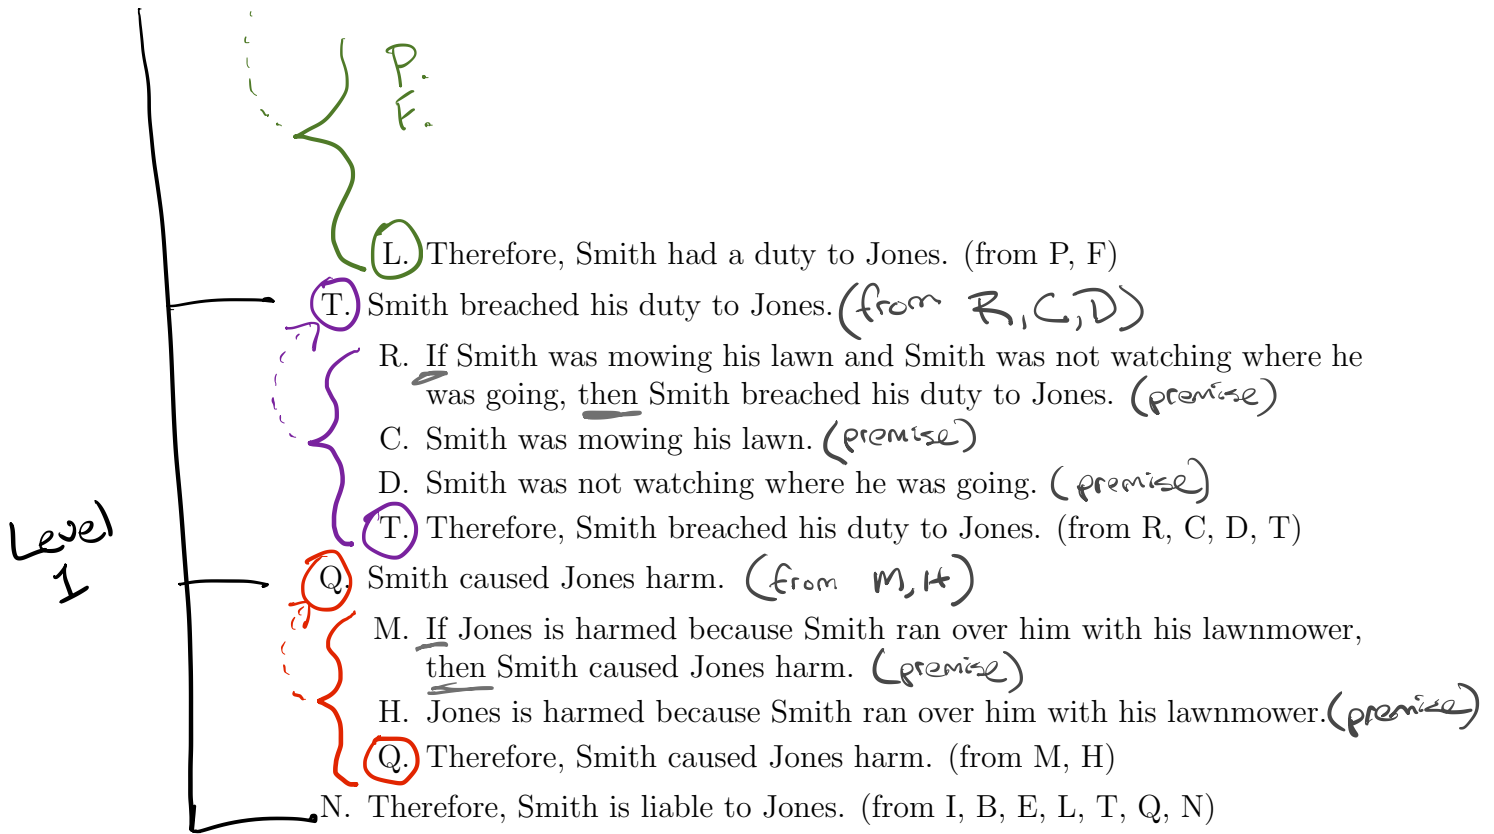 P.
F.
L. Therefore, Smith had a duty to Jones. (from P, F)
T. Smith breached his duty to Jones. (from R, C, D)
R. If Smith was mowing his lawn and Smith was not watching where he
was going, then Smith breached his duty to Jones. (premise)
C. Smith was mowing his lawn. (premise)
D. Smith was not watching where he was going. (premise)
T. Therefore, Smith breached his duty to Jones. (from R, C, D, T)
Level
1
Q. Smith caused Jones harm. (from M, H)
M. If Jones is harmed because Smith ran over him with his lawnmower,
then Smith caused Jones harm. (premise)
H. Jones is harmed because Smith ran over him with his lawnmower. (premise)
Q. Therefore, Smith caused Jones harm. (from M, H)
N. Therefore, Smith is liable to Jones. (from I, B, E, L, T, Q, N)